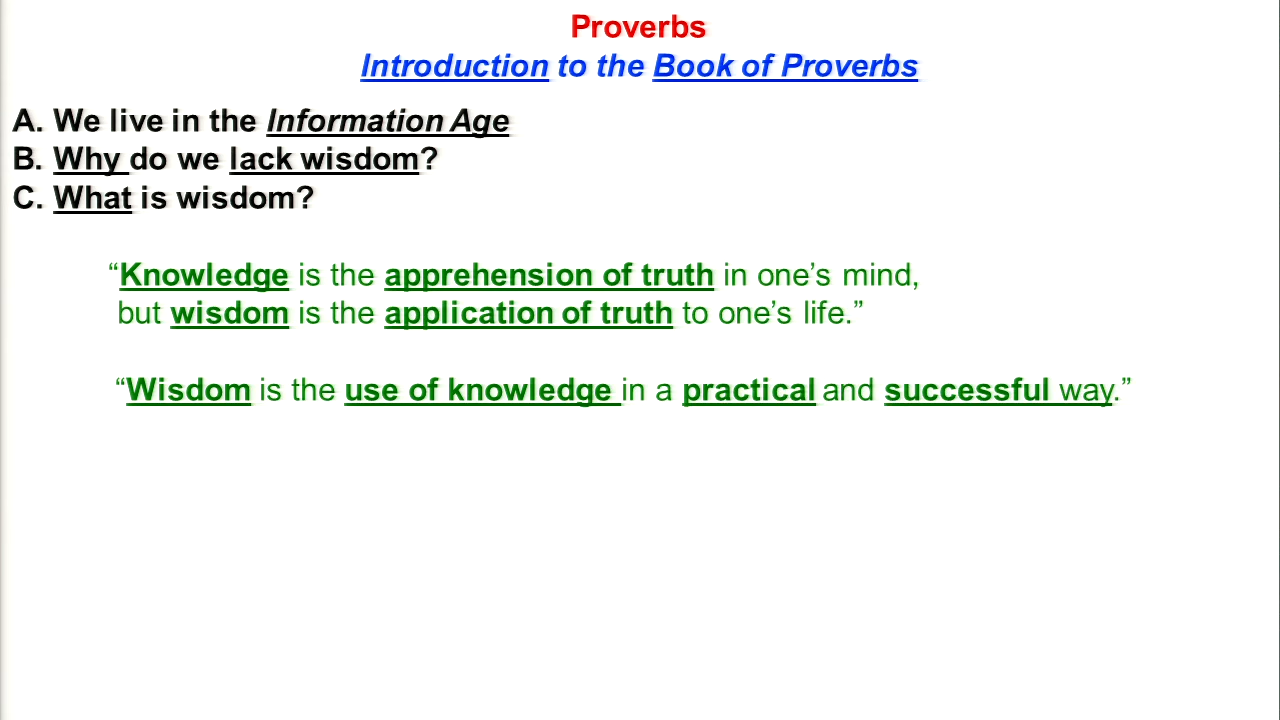 Proverbs
Introduction to the Book of Proverbs
A. We live in the Information Age
B. Why do we lack wisdom?
C. What is wisdom?
“Knowledge is the apprehension of truth in one’s mind,
but wisdom is the application of truth to one’s life.”
“Wisdom is the use of knowledge in a practical and successful way.”